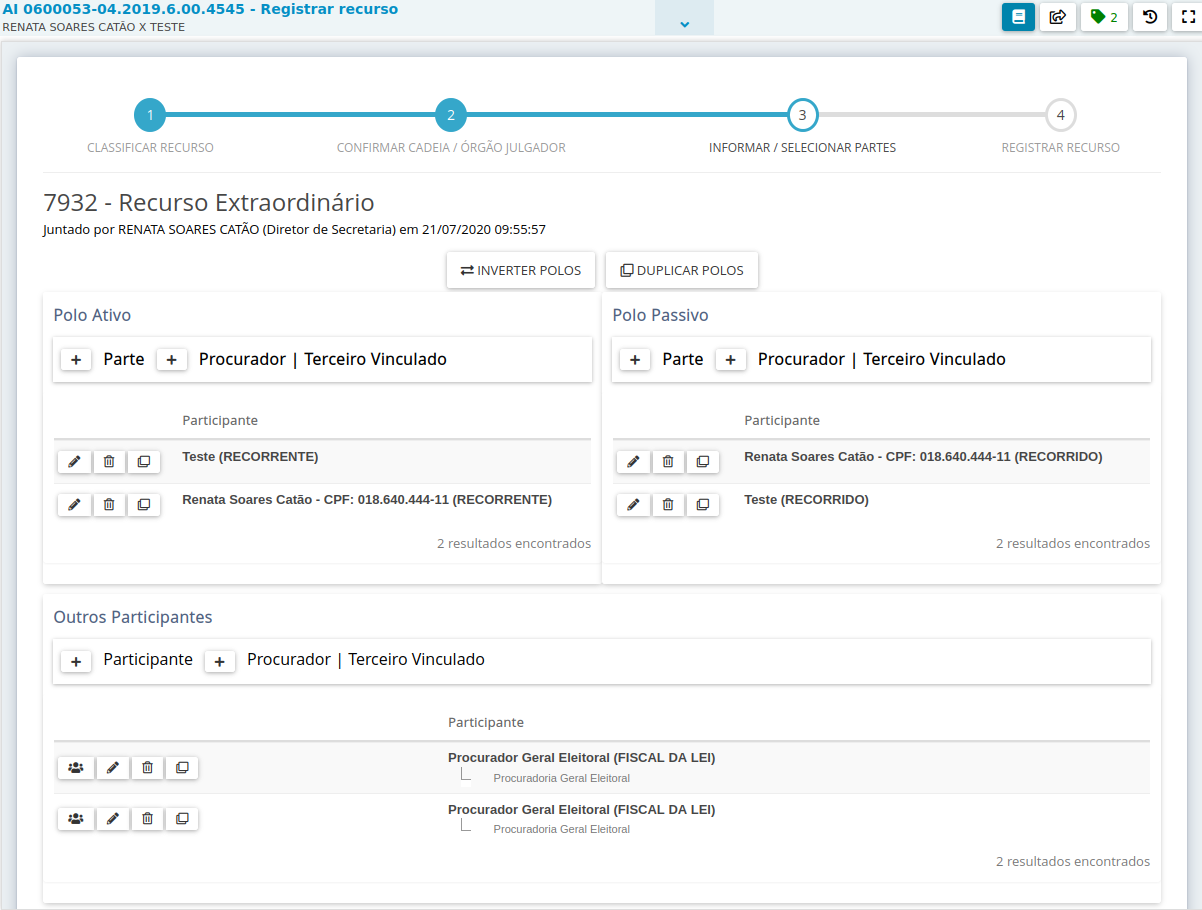 AI 0600053-04.2019.6.00.4545 - Registrar recurso
RENATA SOARES CATÃO X TESTE
2
1
2
3
4
CLASSIFICAR RECURSO
CONFIRMAR CADEIA / ÓRGÃO JULGADOR
INFORMAR / SELECIONAR PARTES
REGISTRAR RECURSO
7932 - Recurso Extraordinário
Juntado por RENATA SOARES CATÃO (Diretor de Secretaria) em 21/07/2020 09:55:57
INVERTER POLOS
DUPLICAR POLOS
Polo Ativo
+ Parte + Procurador | Terceiro Vinculado
Participante
Teste (RECORRENTE)
Renata Soares Catão - CPF: 018.640.444-11 (RECORRENTE)
2 resultados encontrados
Polo Passivo
+ Parte + Procurador | Terceiro Vinculado
Participante
Renata Soares Catão - CPF: 018.640.444-11 (RECORRIDO)
Teste (RECORRIDO)
2 resultados encontrados
Outros Participantes
+ Participante + Procurador | Terceiro Vinculado
Participante
Procurador Geral Eleitoral (FISCAL DA LEI)
Procuradoria Geral Eleitoral
Procurador Geral Eleitoral (FISCAL DA LEI)
Procuradoria Geral Eleitoral
2 resultados encontrados